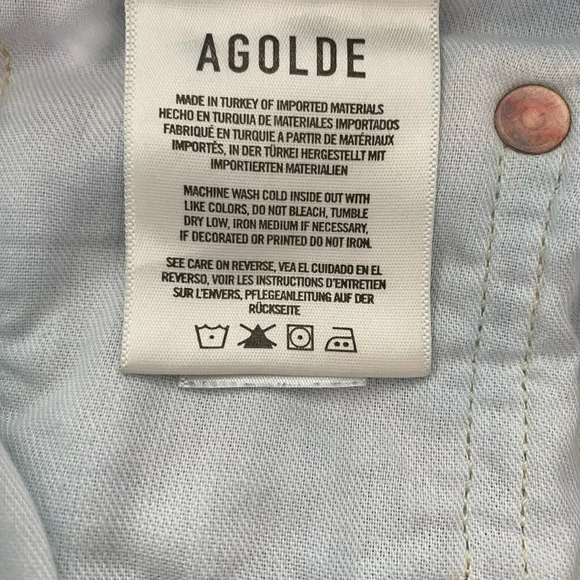 AGOLDE
MADE IN TURKEY OF IMPORTED MATERIALS
HECHO EN TURQUIA DE MATERIALES IMPORTADOS
FABRIQUÉ EN TURQUIE A PARTIR DE MATÉRIAUX
IMPORTÉS, IN DER TÜRKEI HERGESTELLT MIT
IMPORTIERTEN MATERIALIEN
MACHINE WASH COLD INSIDE OUT WITH
LIKE COLORS, DO NOT BLEACH, TUMBLE
DRY LOW, IRON MEDIUM IF NECESSARY,
IF DECORATED OR PRINTED DO NOT IRON.
SEE CARE ON REVERSE, VEA EL CUIDADO EN EL
REVERSO, VOIR LES INSTRUCTIONS D'ENTRETIEN
SUR L'ENVERS, PFLEGEANLEITUNG AUF DER
RÜCKSEITE